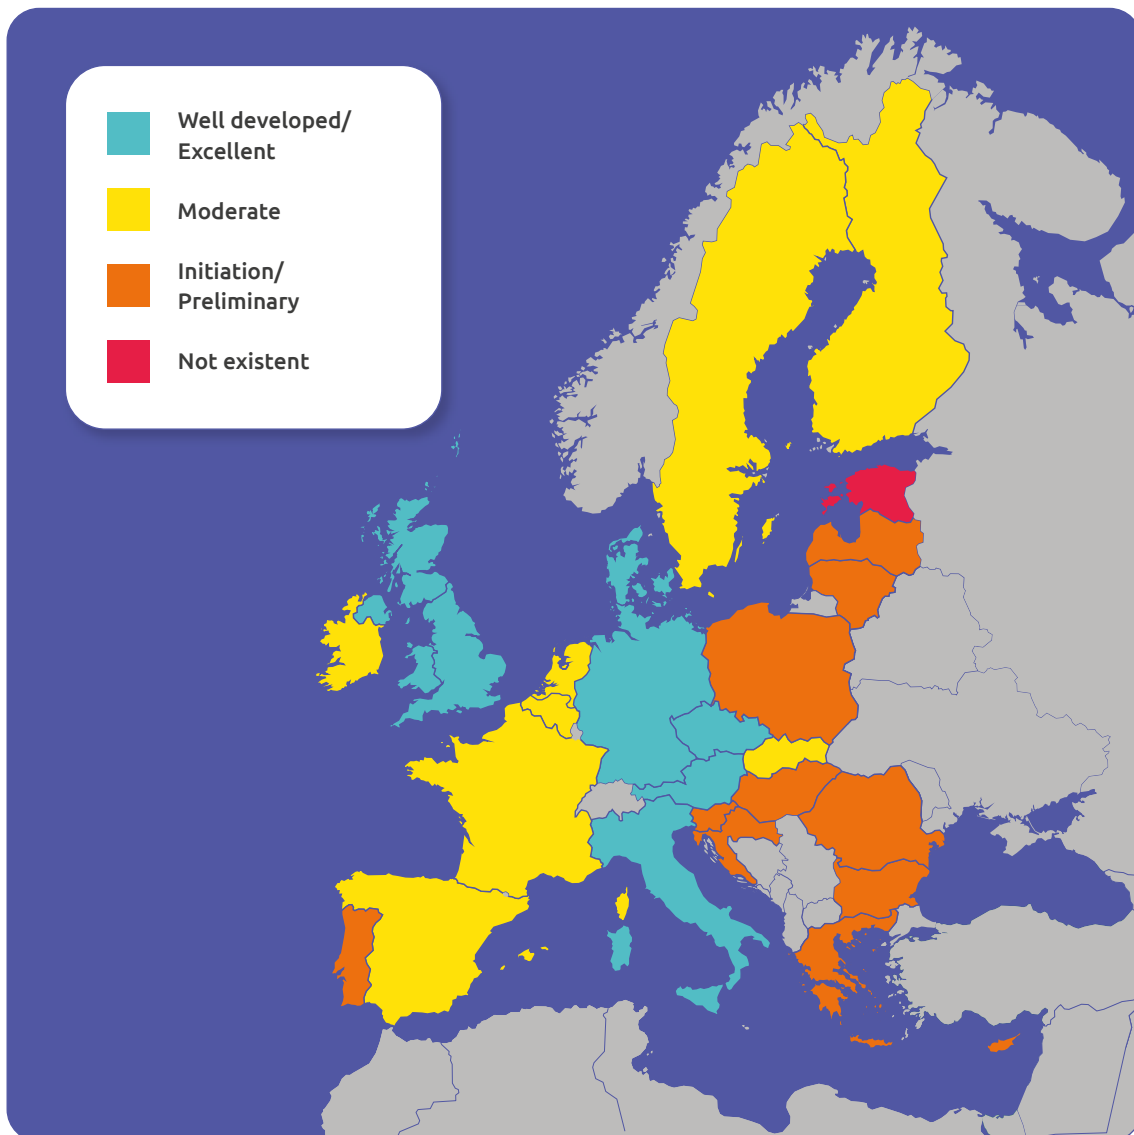 Well developed/
Excellent
Moderate
Initiation/
Preliminary
Not existent